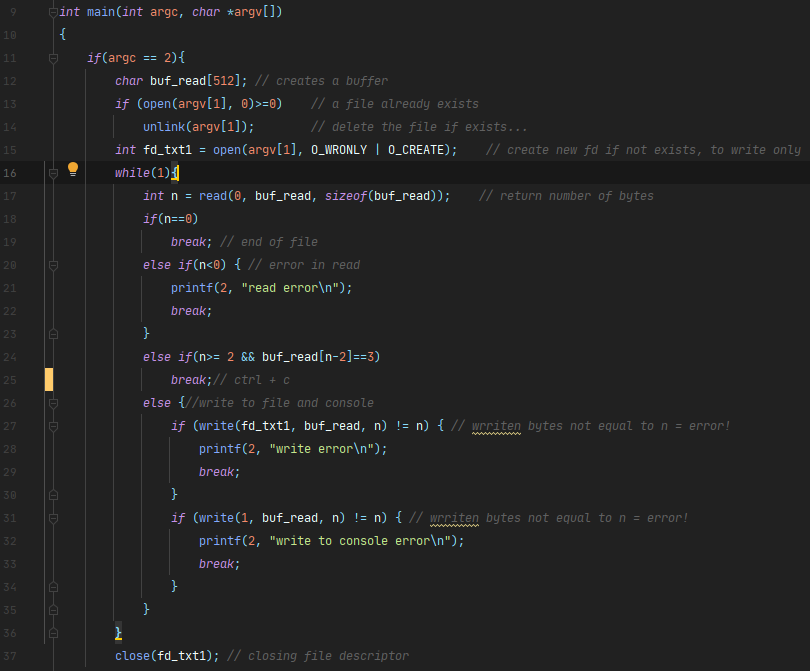 9 int main(int argc, char *argv[])
10 {
11 if(argc == 2){
12 char buf_read[512]; // creates a buffer
13 if (open(argv[1], 0)>=0) // a file already exists
14 unlink(argv[1]); // delete the file if exists...
15 int fd_txt1 = open(argv[1], O_WRONLY | O_CREATE); // create new fd if not exists, to write only
16 while(1){
17 int n = read(0, buf_read, sizeof(buf_read)); // return number of bytes
18 if(n==0)
19 break; // end of file
20 else if(n<0) { // error in read
21 printf(2, "read error\n");
22 break;
23 }
24 else if(n>= 2 && buf_read[n-2]==3)
25 break;// ctrl + c
26 else {//write to file and console
27 if (write(fd_txt1, buf_read, n) != n) { // wrriten bytes not equal to n = error!
28 printf(2, "write error\n");
29 break;
30 }
31 if (write(1, buf_read, n) != n) { // wrriten bytes not equal to n = error!
32 printf(2, "write to console error\n");
33 break;
34 }
35 }
36 }
37 close(fd_txt1); // closing file descriptor